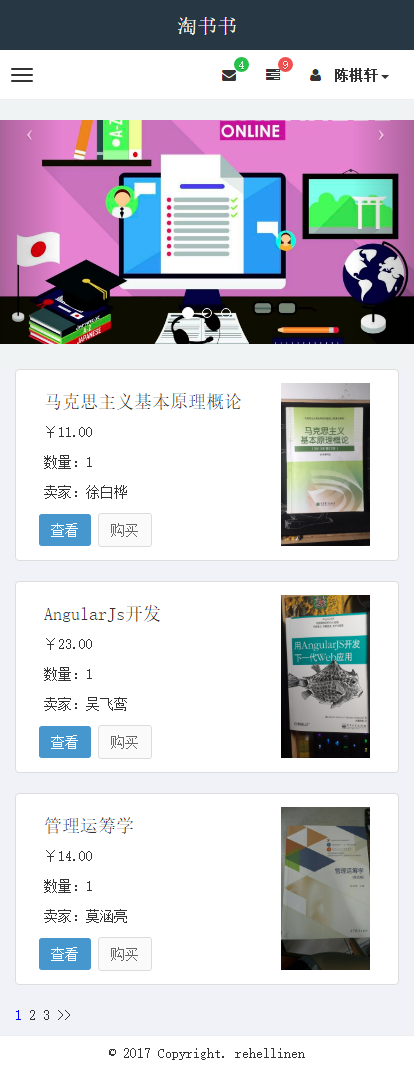 淘书书
4
9
陈祺轩
ONLINE
A-Z
JAPANESE
马克思主义基本原理概论
￥11.00
数量：1
卖家：徐白桦
查看 购买
马克思主义
基本原理概论
AngularJs开发
￥23.00
数量：1
卖家：吴飞鸾
查看 购买
用AngularJS开发
下一代Web应用
管理运筹学
￥14.00
数量：1
卖家：莫涵亮
查看 购买
管理运筹学
1 2 3 >>
© 2017 Copyright. rehellinen